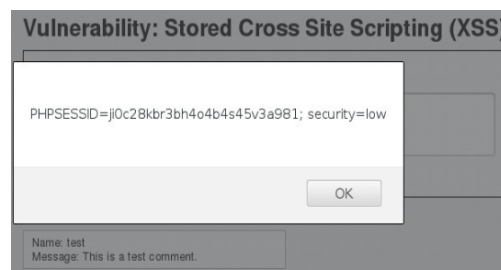 Vulnerability: Stored Cross Site Scripting (XSS)
PHPSESSID=ji0c28kbr3bh4o4b4s45v3a981; security=low
OK
Name: test
Message: This is a test comment.